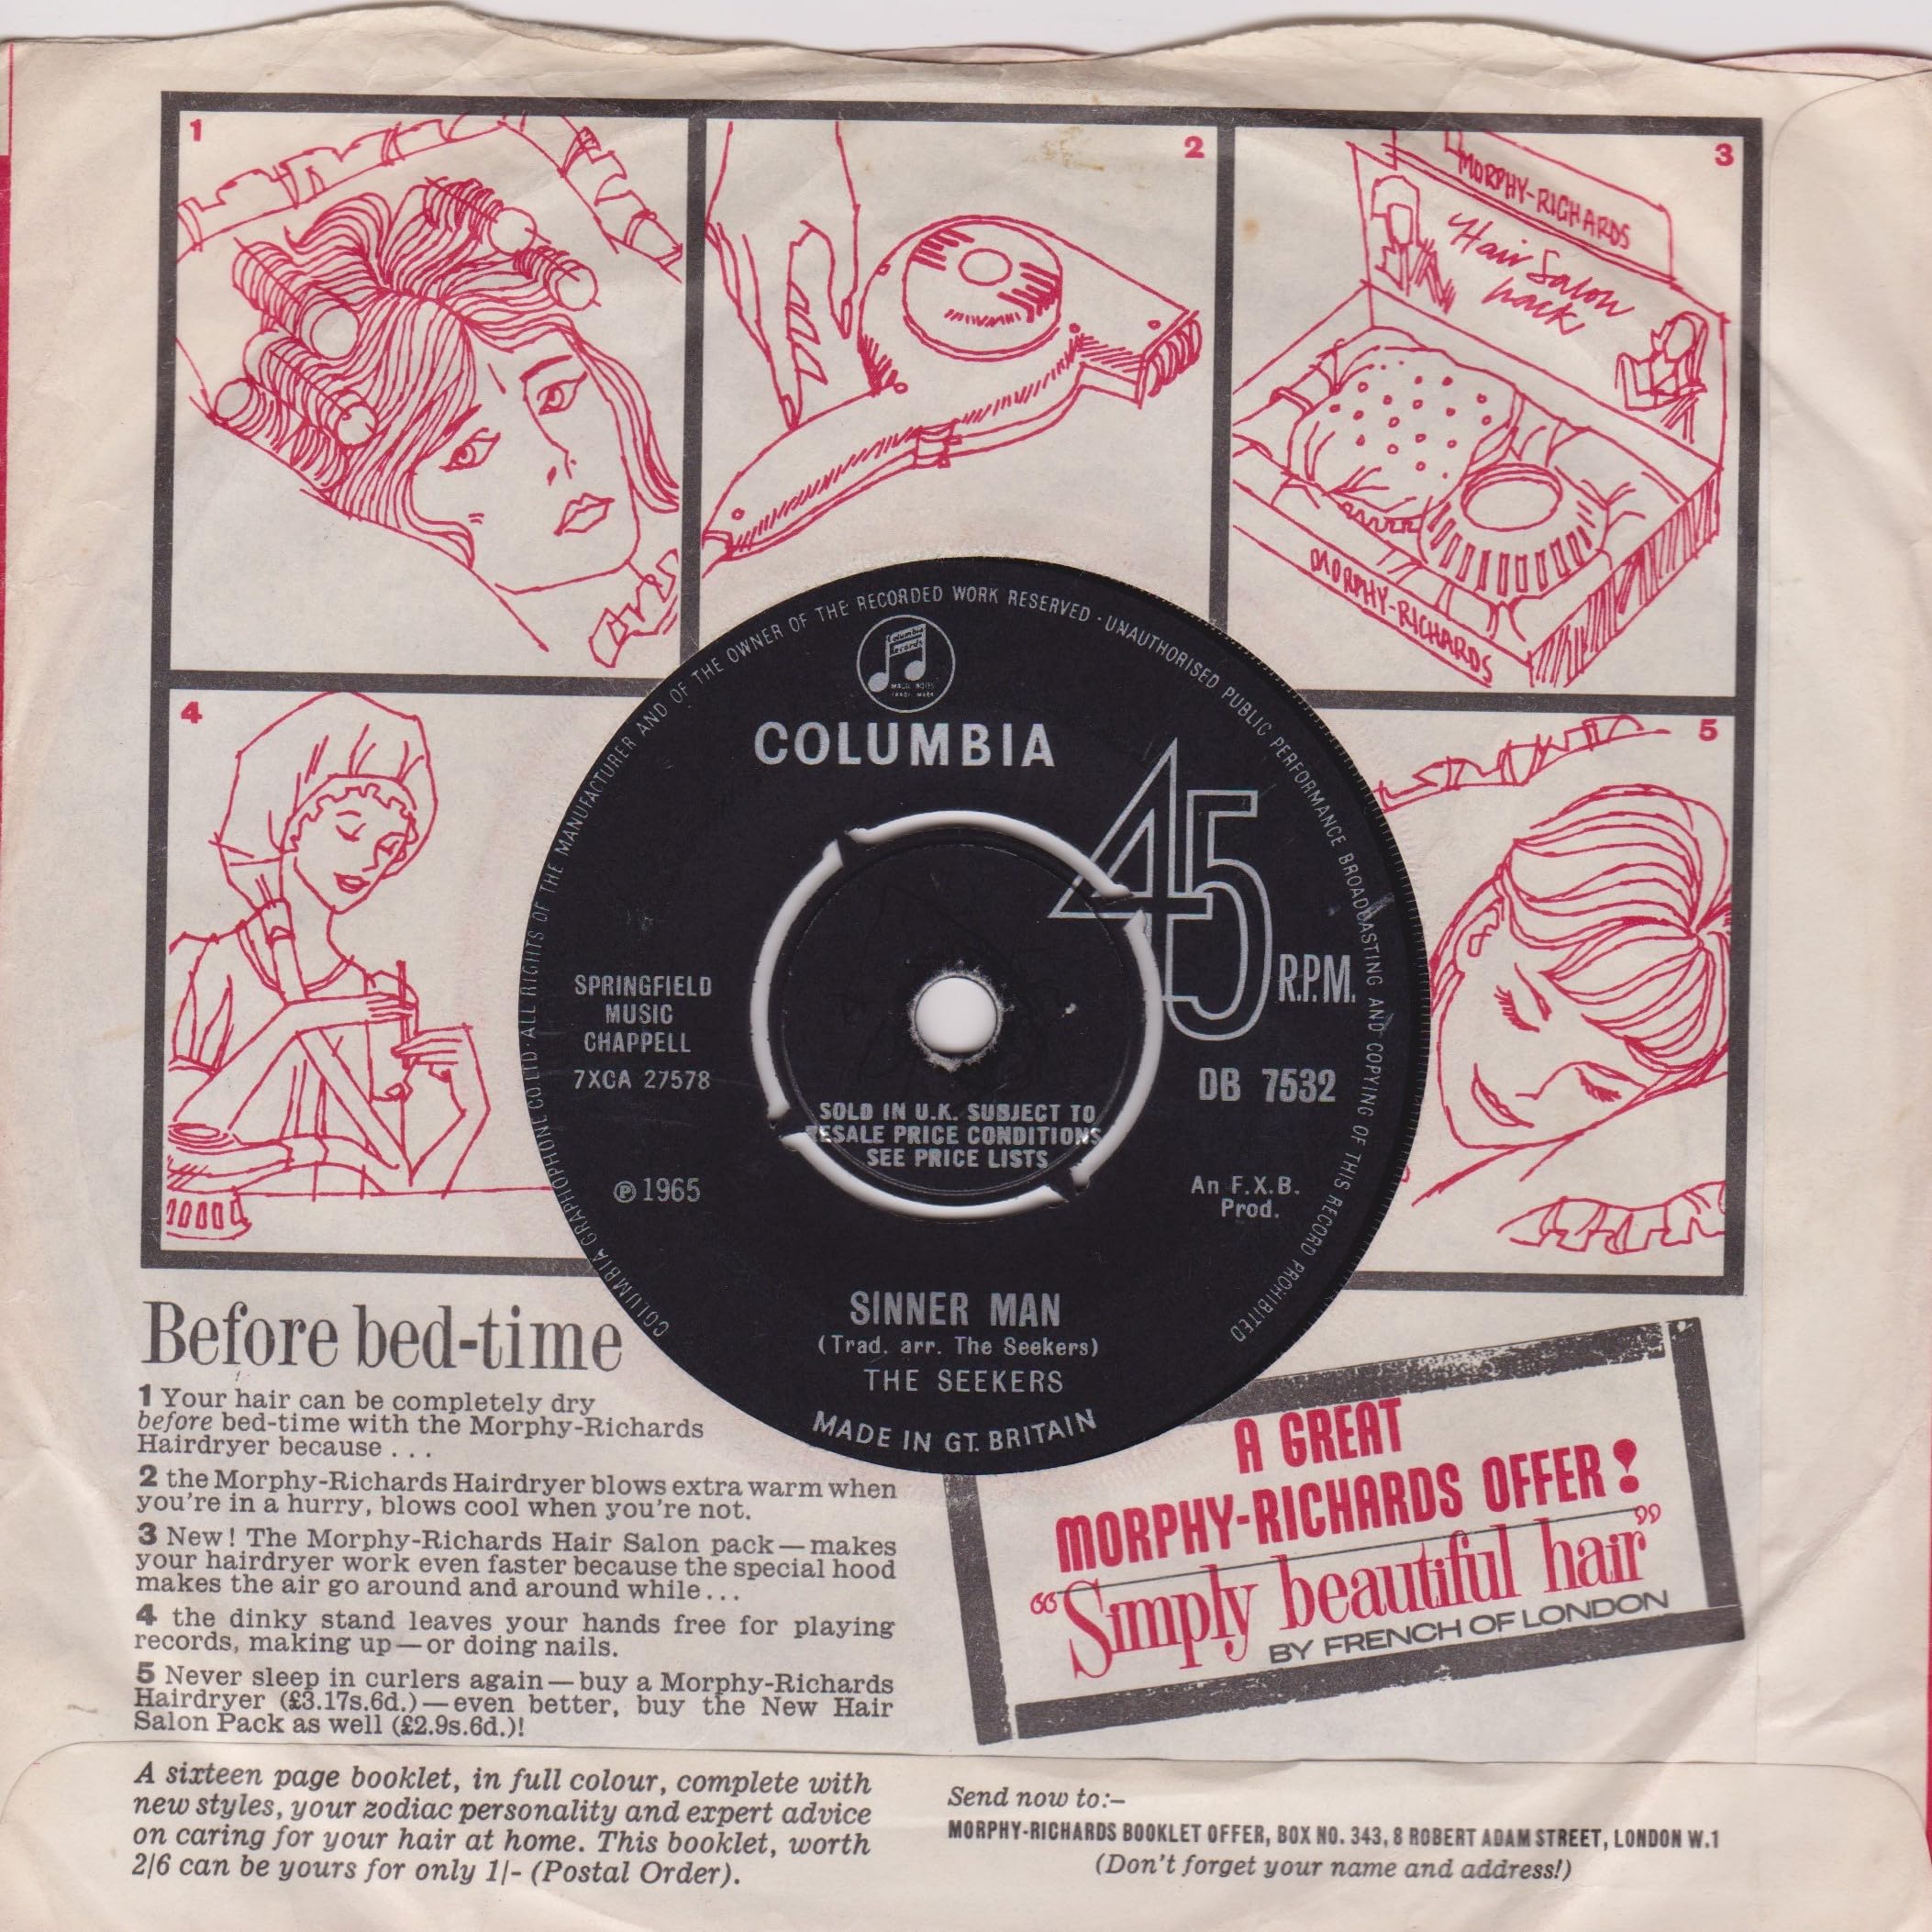 1
2
3
MORPHY-RICHARDS
Hair Salon
pack
MORPHY-RICHARDS
4
5
COLUMBIA GRAPHOPHONE CO. LTD · ALL RIGHTS OF THE MANUFACTURER AND OF THE OWNER OF THE RECORDED WORK RESERVED · UNAUTHORISED PUBLIC PERFORMANCE BROADCASTING AND COPYING OF THIS RECORD PROHIBITED
Columbia
Records
MAGIC NOTES
TRADE MARK
COLUMBIA
45
R.P.M.
SPRINGFIELD
MUSIC
CHAPPELL
7XCA 27578
DB 7532
SOLD IN U.K. SUBJECT TO
RESALE PRICE CONDITIONS
SEE PRICE LISTS
℗ 1965
An F.X.B.
Prod.
SINNER MAN
(Trad. arr. The Seekers)
THE SEEKERS
MADE IN GT. BRITAIN
Before bed-time
1 Your hair can be completely dry
before bed-time with the Morphy-Richards
Hairdryer because ...
2 the Morphy-Richards Hairdryer blows extra warm when
you're in a hurry, blows cool when you're not.
3 New! The Morphy-Richards Hair Salon pack—makes
your hairdryer work even faster because the special hood
makes the air go around and around while...
4 the dinky stand leaves your hands free for playing
records, making up—or doing nails.
5 Never sleep in curlers again—buy a Morphy-Richards
Hairdryer (£3.17s.6d.)—even better, buy the New Hair
Salon Pack as well (£2.9s.6d.)!
A GREAT
MORPHY-RICHARDS OFFER!
“Simply beautiful hair”
BY FRENCH OF LONDON
A sixteen page booklet, in full colour, complete with
new styles, your zodiac personality and expert advice
on caring for your hair at home. This booklet, worth
2/6 can be yours for only 1/- (Postal Order).
Send now to:–
MORPHY-RICHARDS BOOKLET OFFER, BOX NO. 343, 8 ROBERT ADAM STREET, LONDON W.1
(Don't forget your name and address!)